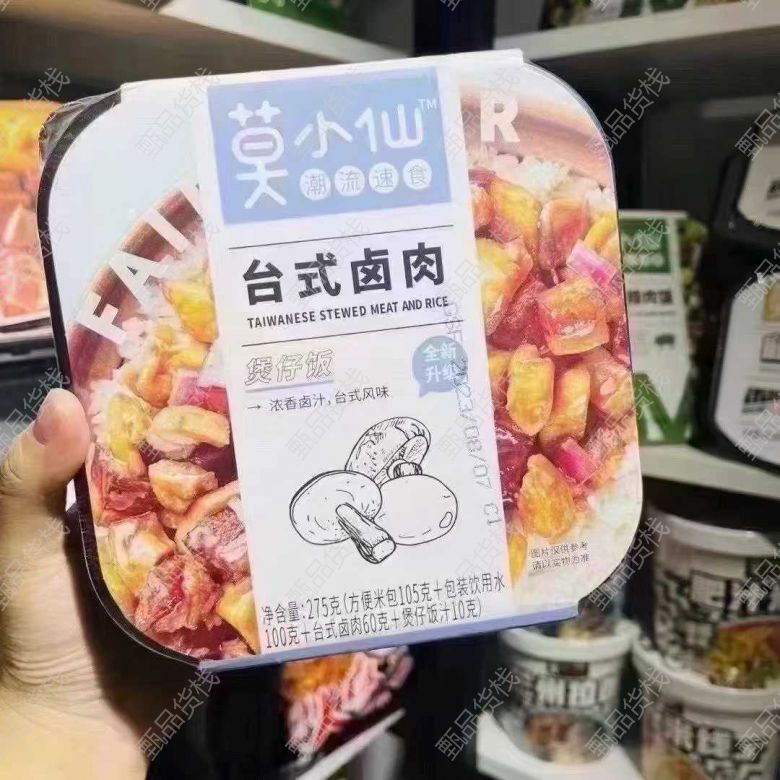 莫小仙™
潮流速食
FAI
R
台式卤肉
TAIWANESE STEWED MEAT AND RICE
煲仔饭
全新
升级
→ 浓香卤汁,台式风味
2023/08/07 C1
图片仅供参考
请以实物为准
净含量:275克(方便米包105克+包装饮用水
100克+台式卤肉60克+煲仔饭汁10克)
甄品货栈